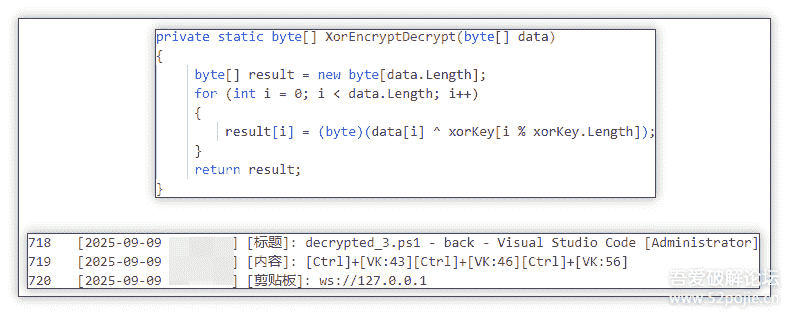 private static byte[] XorEncryptDecrypt(byte[] data)
{
    byte[] result = new byte[data.Length];
    for (int i = 0; i < data.Length; i++)
    {
        result[i] = (byte)(data[i] ^ xorKey[i % xorKey.Length]);
    }
    return result;
}
718 [2025-09-09 ] [标题]: decrypted_3.ps1 - back - Visual Studio Code [Administrator]
719 [2025-09-09 ] [内容]: [Ctrl]+[VK:43][Ctrl]+[VK:46][Ctrl]+[VK:56]
720 [2025-09-09 ] [剪贴板]: ws://127.0.0.1
吾爱破解论坛
www.52pojie.cn